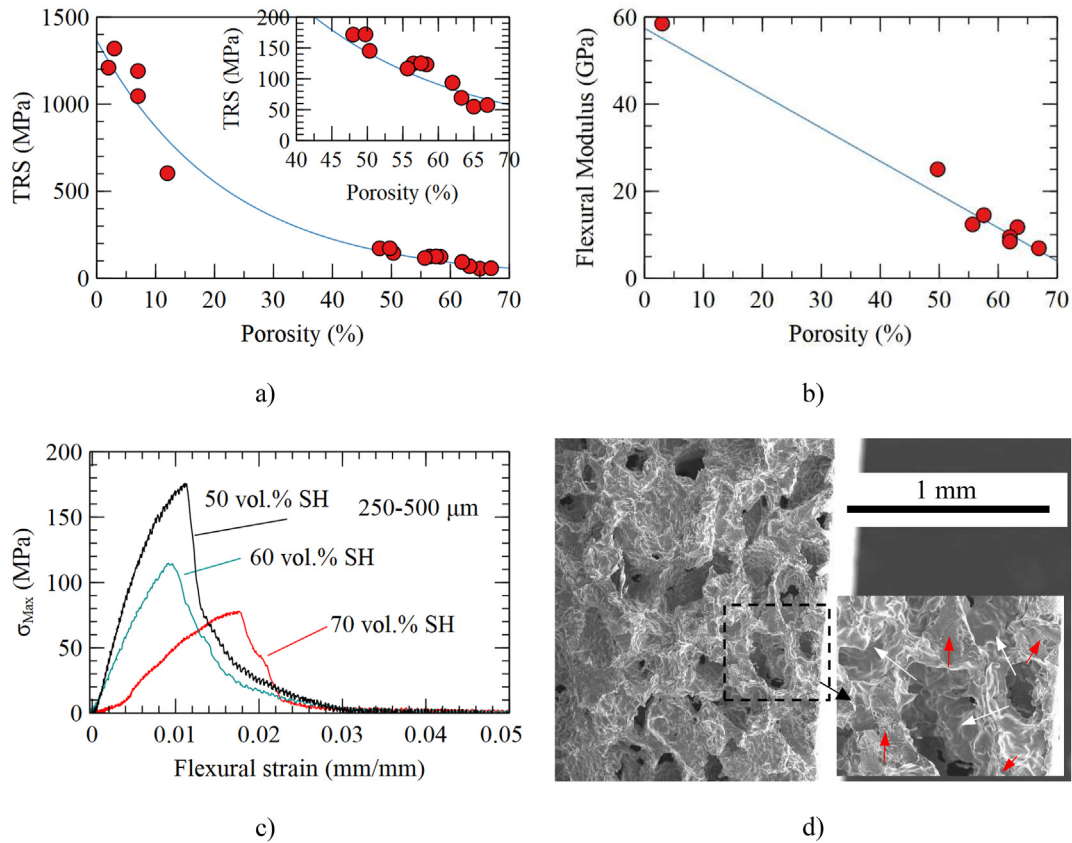 a)
1500
1000
500
0
TRS (MPa)
0 10 20 30 40 50 60 70
Porosity (%)
200
150
100
50
0
TRS (MPa)
40 45 50 55 60 65 70
Porosity (%)
60
40
20
0
Flexural Modulus (GPa)
0 10 20 30 40 50 60 70
Porosity (%)
a)
b)
200
150
100
50
0
σMax (MPa)
50 vol.% SH
250-500 μm
60 vol.% SH
70 vol.% SH
0 0.01 0.02 0.03 0.04 0.05
Flexural strain (mm/mm)
1 mm
c)
d)